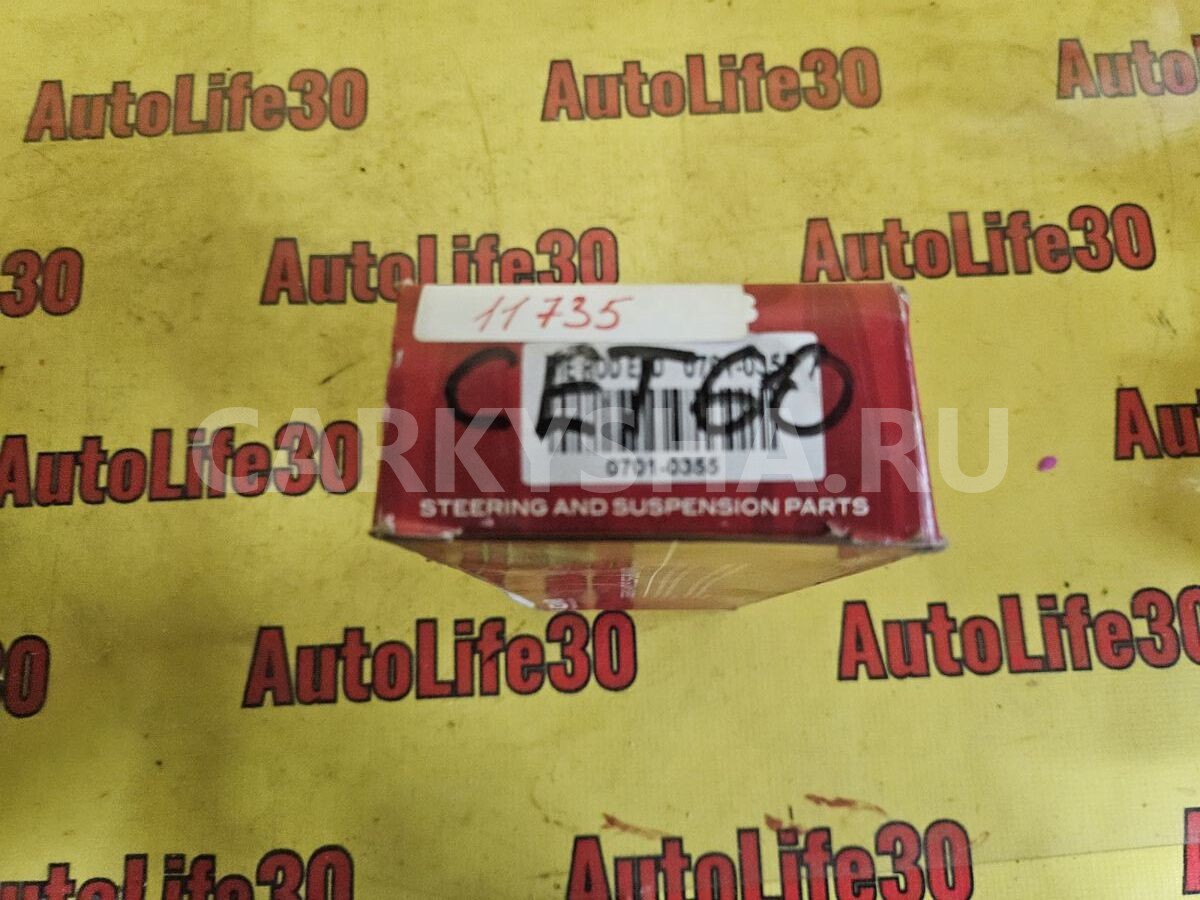 AutoLife30 AutoLife30 AutoLife30
30 AutoLife30 AutoLife30
11735
CET60
0701-0355
STEERING AND SUSPENSION PARTS
CARKYSHA.RU
AutoLife30
AutoLife30 AutoLife30
AutoLife30 AutoLife30